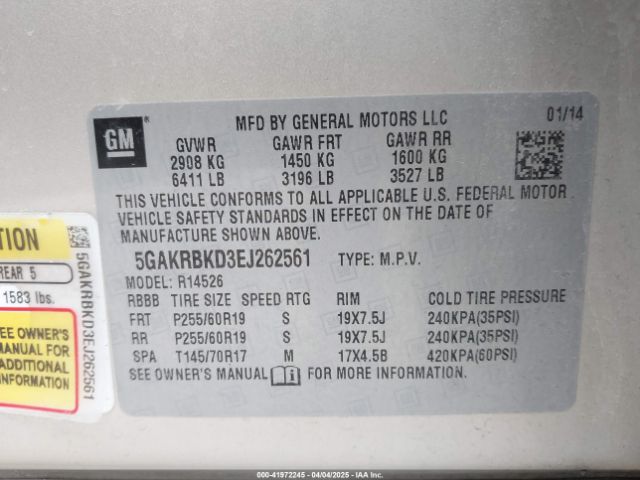 GM
MFD BY GENERAL MOTORS LLC 01/14
GVWR GAWR FRT GAWR RR
2908 KG 1450 KG 1600 KG
6411 LB 3196 LB 3527 LB
THIS VEHICLE CONFORMS TO ALL APPLICABLE U.S. FEDERAL MOTOR
VEHICLE SAFETY STANDARDS IN EFFECT ON THE DATE OF
MANUFACTURE SHOWN ABOVE.
5GAKRBKD3EJ262561 TYPE: M.P.V.
MODEL: R14526
RBBB TIRE SIZE SPEED RTG RIM COLD TIRE PRESSURE
FRT P255/60R19 S 19X7.5J 240KPA(35PSI)
RR P255/60R19 S 19X7.5J 240KPA(35PSI)
SPA T145/70R17 M 17X4.5B 420KPA(60PSI)
SEE OWNER'S MANUAL FOR MORE INFORMATION.
REAR 5
1583 lbs.
SEE OWNER'S
MANUAL FOR
ADDITIONAL
INFORMATION
5GAKRBKD3EJ262561
000-41972245 - 04/04/2025 - IAA, Inc.